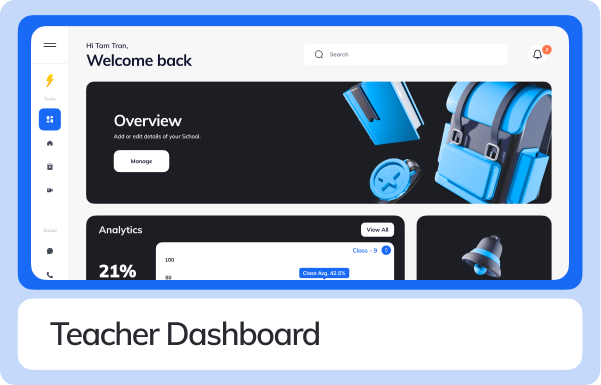 Hi Tam Tran,
Welcome back
Search
3
Tools
Overview
Add or edit details of your School.
Manage
Social
Analytics
View All
Class - 9
21%
100
80
Class Avg. 42.5%
Teacher Dashboard